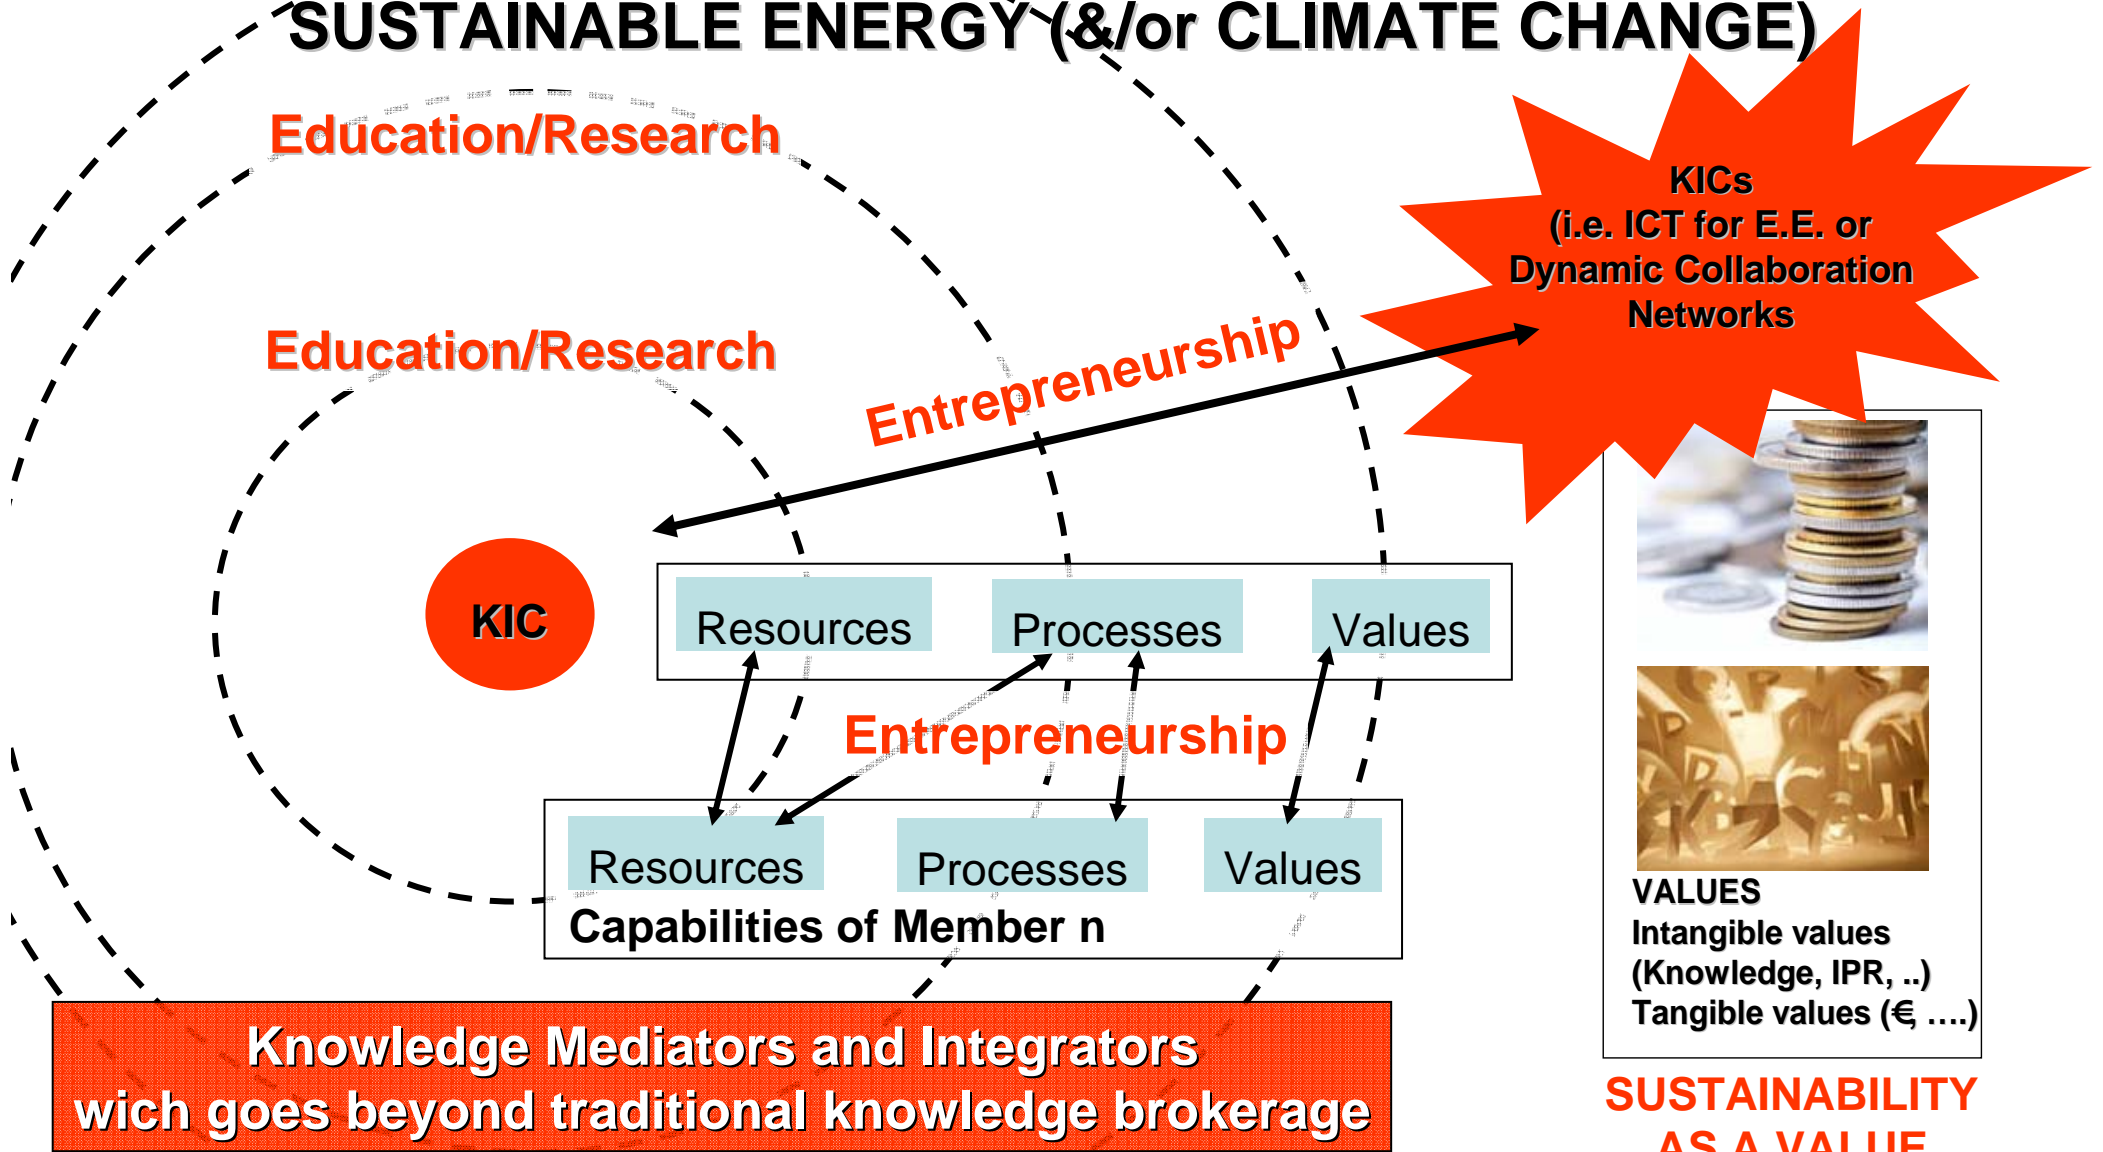 SUSTAINABLE ENERGY (&/or CLIMATE CHANGE)
Education/Research
KICs
(i.e. ICT for E.E. or
Dynamic Collaboration
Networks
Education/Research
Entrepreneurship
KIC
Resources
Processes
Values
Entrepreneurship
Resources
Processes
Values
Capabilities of Member n
VALUES
Intangible values
(Knowledge, IPR, ..)
Tangible values (€, ….)
Knowledge Mediators and Integrators
wich goes beyond traditional knowledge brokerage
SUSTAINABILITY
AS A VALUE